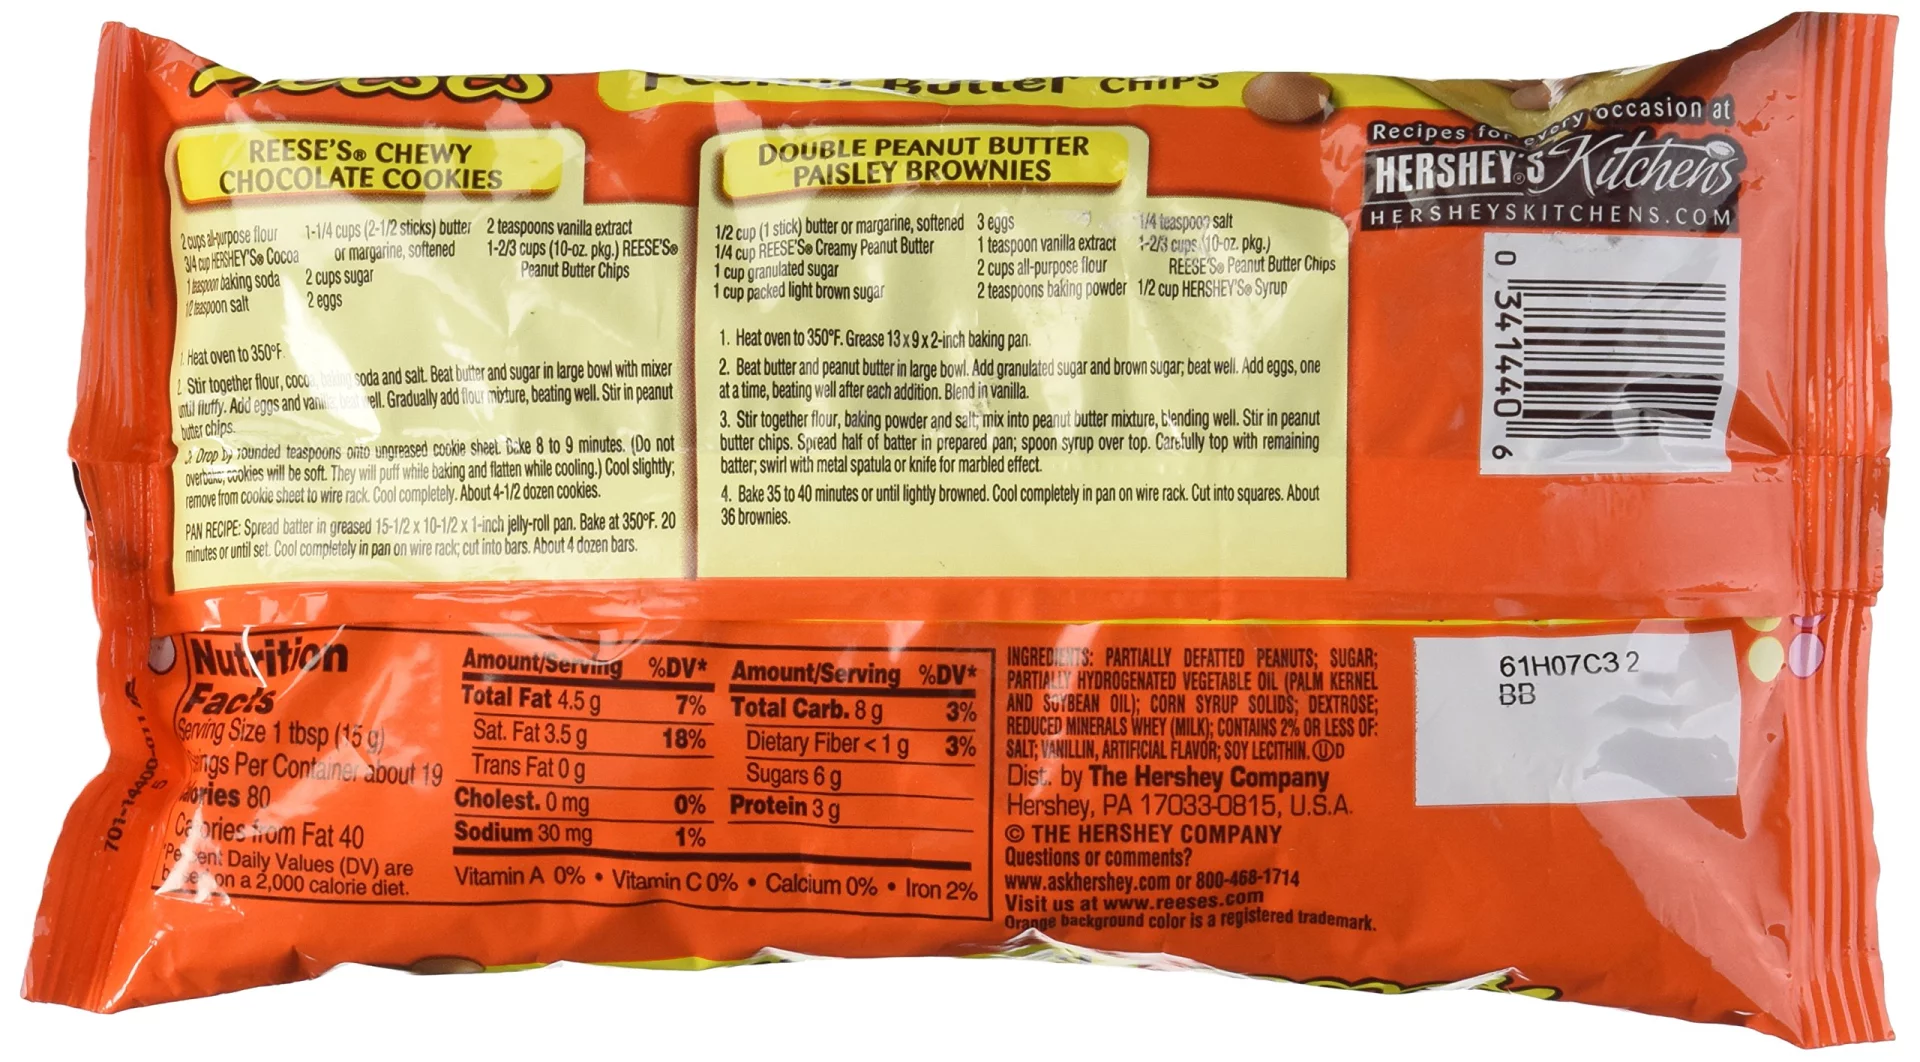 Peanut Butter CHIPS
REESE'S® CHEWY
CHOCOLATE COOKIES
2 cups all-purpose flour
3/4 cup HERSHEY'S® Cocoa
1 teaspoon baking soda
1/2 teaspoon salt
1-1/4 cups (2-1/2 sticks) butter
or margarine, softened
2 cups sugar
2 eggs
2 teaspoons vanilla extract
1-2/3 cups (10-oz. pkg.) REESE'S®
Peanut Butter Chips
1. Heat oven to 350°F.
2. Stir together flour, cocoa, baking soda and salt. Beat butter and sugar in large bowl with mixer
until fluffy. Add eggs and vanilla; beat well. Gradually add flour mixture, beating well. Stir in peanut
butter chips.
3. Drop by rounded teaspoons onto ungreased cookie sheet. Bake 8 to 9 minutes. (Do not
overbake; cookies will be soft. They will puff while baking and flatten while cooling.) Cool slightly;
remove from cookie sheet to wire rack. Cool completely. About 4-1/2 dozen cookies.
PAN RECIPE: Spread batter in greased 15-1/2 x 10-1/2 x 1-inch jelly-roll pan. Bake at 350°F. 20
minutes or until set. Cool completely in pan on wire rack; cut into bars. About 4 dozen bars.
DOUBLE PEANUT BUTTER
PAISLEY BROWNIES
1/2 cup (1 stick) butter or margarine, softened
1/4 cup REESE'S® Creamy Peanut Butter
1 cup granulated sugar
1 cup packed light brown sugar
3 eggs
1 teaspoon vanilla extract
2 cups all-purpose flour
2 teaspoons baking powder
1/4 teaspoon salt
1-2/3 cups (10-oz. pkg.)
REESE'S® Peanut Butter Chips
1/2 cup HERSHEY'S® Syrup
1. Heat oven to 350°F. Grease 13 x 9 x 2-inch baking pan.
2. Beat butter and peanut butter in large bowl. Add granulated sugar and brown sugar; beat well. Add eggs, one
at a time, beating well after each addition. Blend in vanilla.
3. Stir together flour, baking powder and salt; mix into peanut butter mixture, blending well. Stir in peanut
butter chips. Spread half of batter in prepared pan; spoon syrup over top. Carefully top with remaining
batter; swirl with metal spatula or knife for marbled effect.
4. Bake 35 to 40 minutes or until lightly browned. Cool completely in pan on wire rack. Cut into squares. About
36 brownies.
Recipes for every occasion at
HERSHEY'S® Kitchens
HERSHEYSKITCHENS.COM
0 3414440 6
Nutrition
Facts
Serving Size 1 tbsp (15 g)
Servings Per Container about 19
Calories 80
Calories from Fat 40
*Percent Daily Values (DV) are
based on a 2,000 calorie diet.
Amount/Serving %DV*
Total Fat 4.5 g 7%
Sat. Fat 3.5 g 18%
Trans Fat 0 g
Cholest. 0 mg 0%
Sodium 30 mg 1%
Amount/Serving %DV*
Total Carb. 8 g 3%
Dietary Fiber < 1 g 3%
Sugars 6 g
Protein 3 g
Vitamin A 0% • Vitamin C 0% • Calcium 0% • Iron 2%
INGREDIENTS: PARTIALLY DEFATTED PEANUTS; SUGAR;
PARTIALLY HYDROGENATED VEGETABLE OIL (PALM KERNEL
AND SOYBEAN OIL); CORN SYRUP SOLIDS; DEXTROSE;
REDUCED MINERALS WHEY (MILK); CONTAINS 2% OR LESS OF:
SALT; VANILLIN, ARTIFICIAL FLAVOR; SOY LECITHIN. ⓊD
Dist. by The Hershey Company
Hershey, PA 17033-0815, U.S.A.
© THE HERSHEY COMPANY
Questions or comments?
www.askhershey.com or 800-468-1714
Visit us at www.reeses.com
Orange background color is a registered trademark.
61H07C3 2
BB